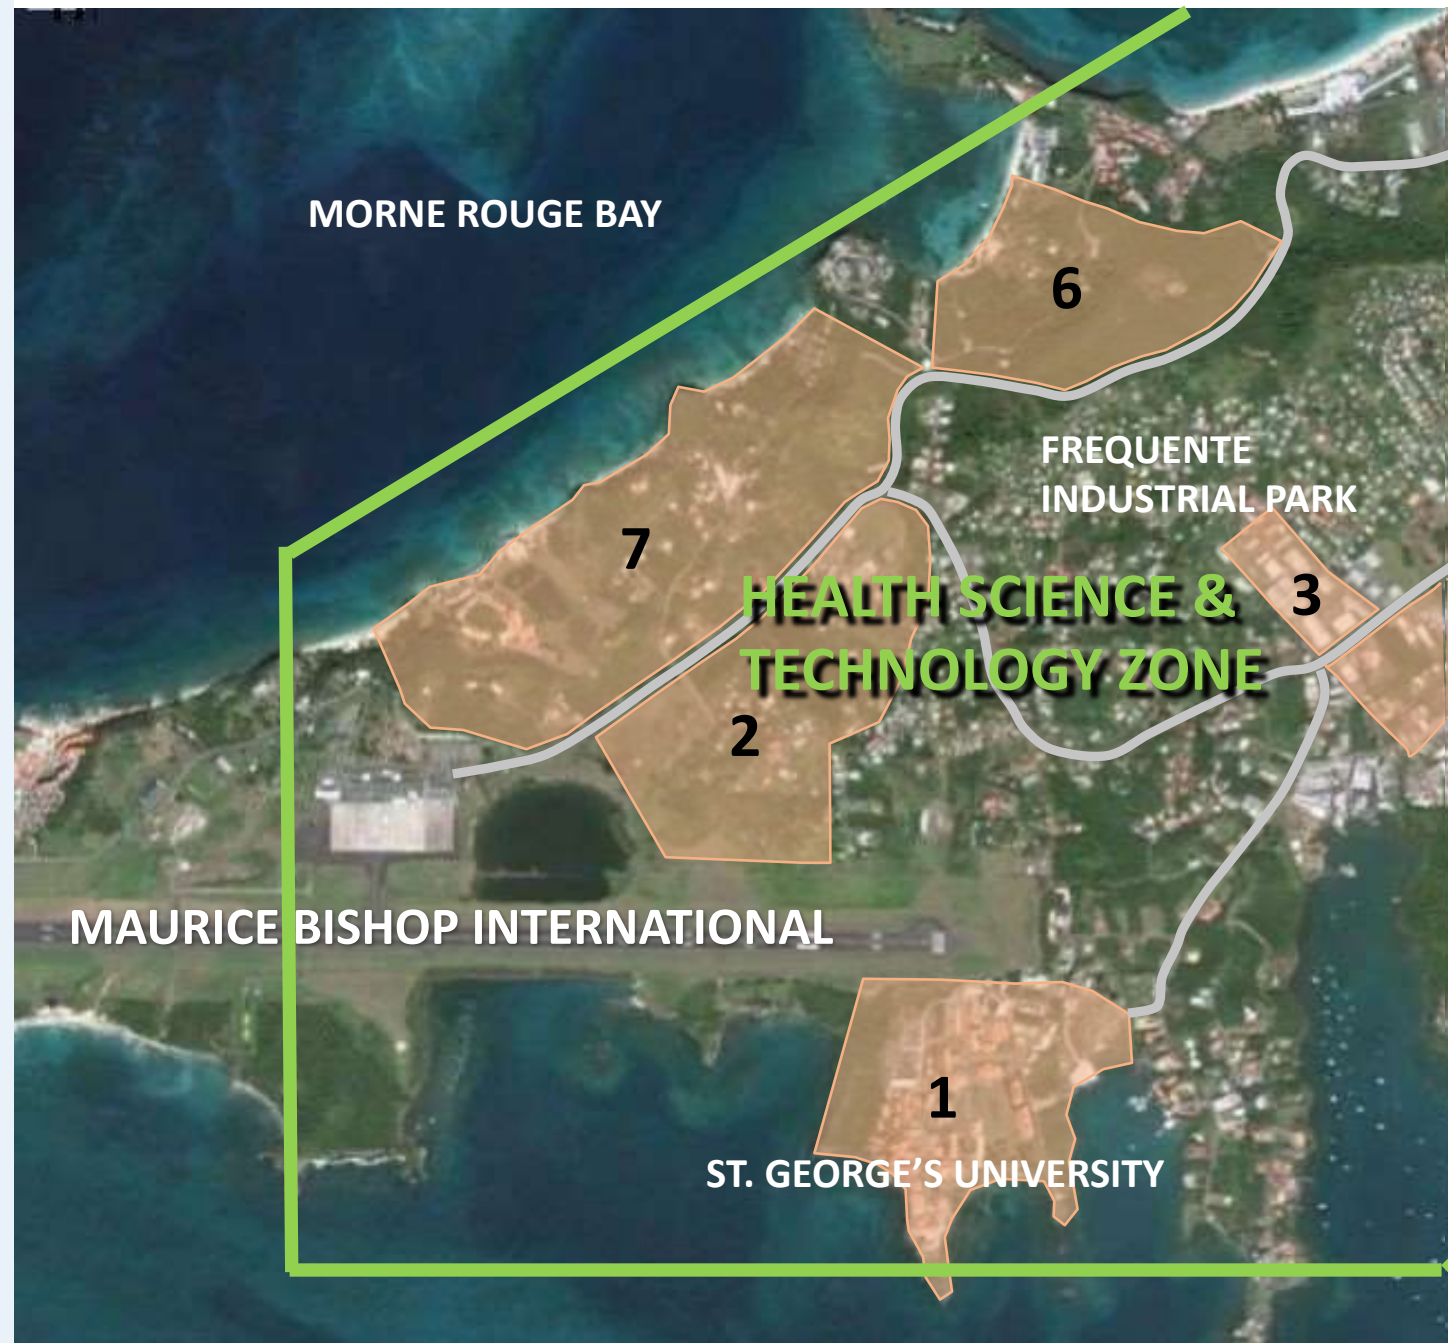 MORNE ROUGE BAY
6
FREQUENTE
INDUSTRIAL PARK
7
HEALTH SCIENCE &
3
TECHNOLOGY ZONE
2
MAURICE BISHOP INTERNATIONAL
1
ST. GEORGE’S UNIVERSITY